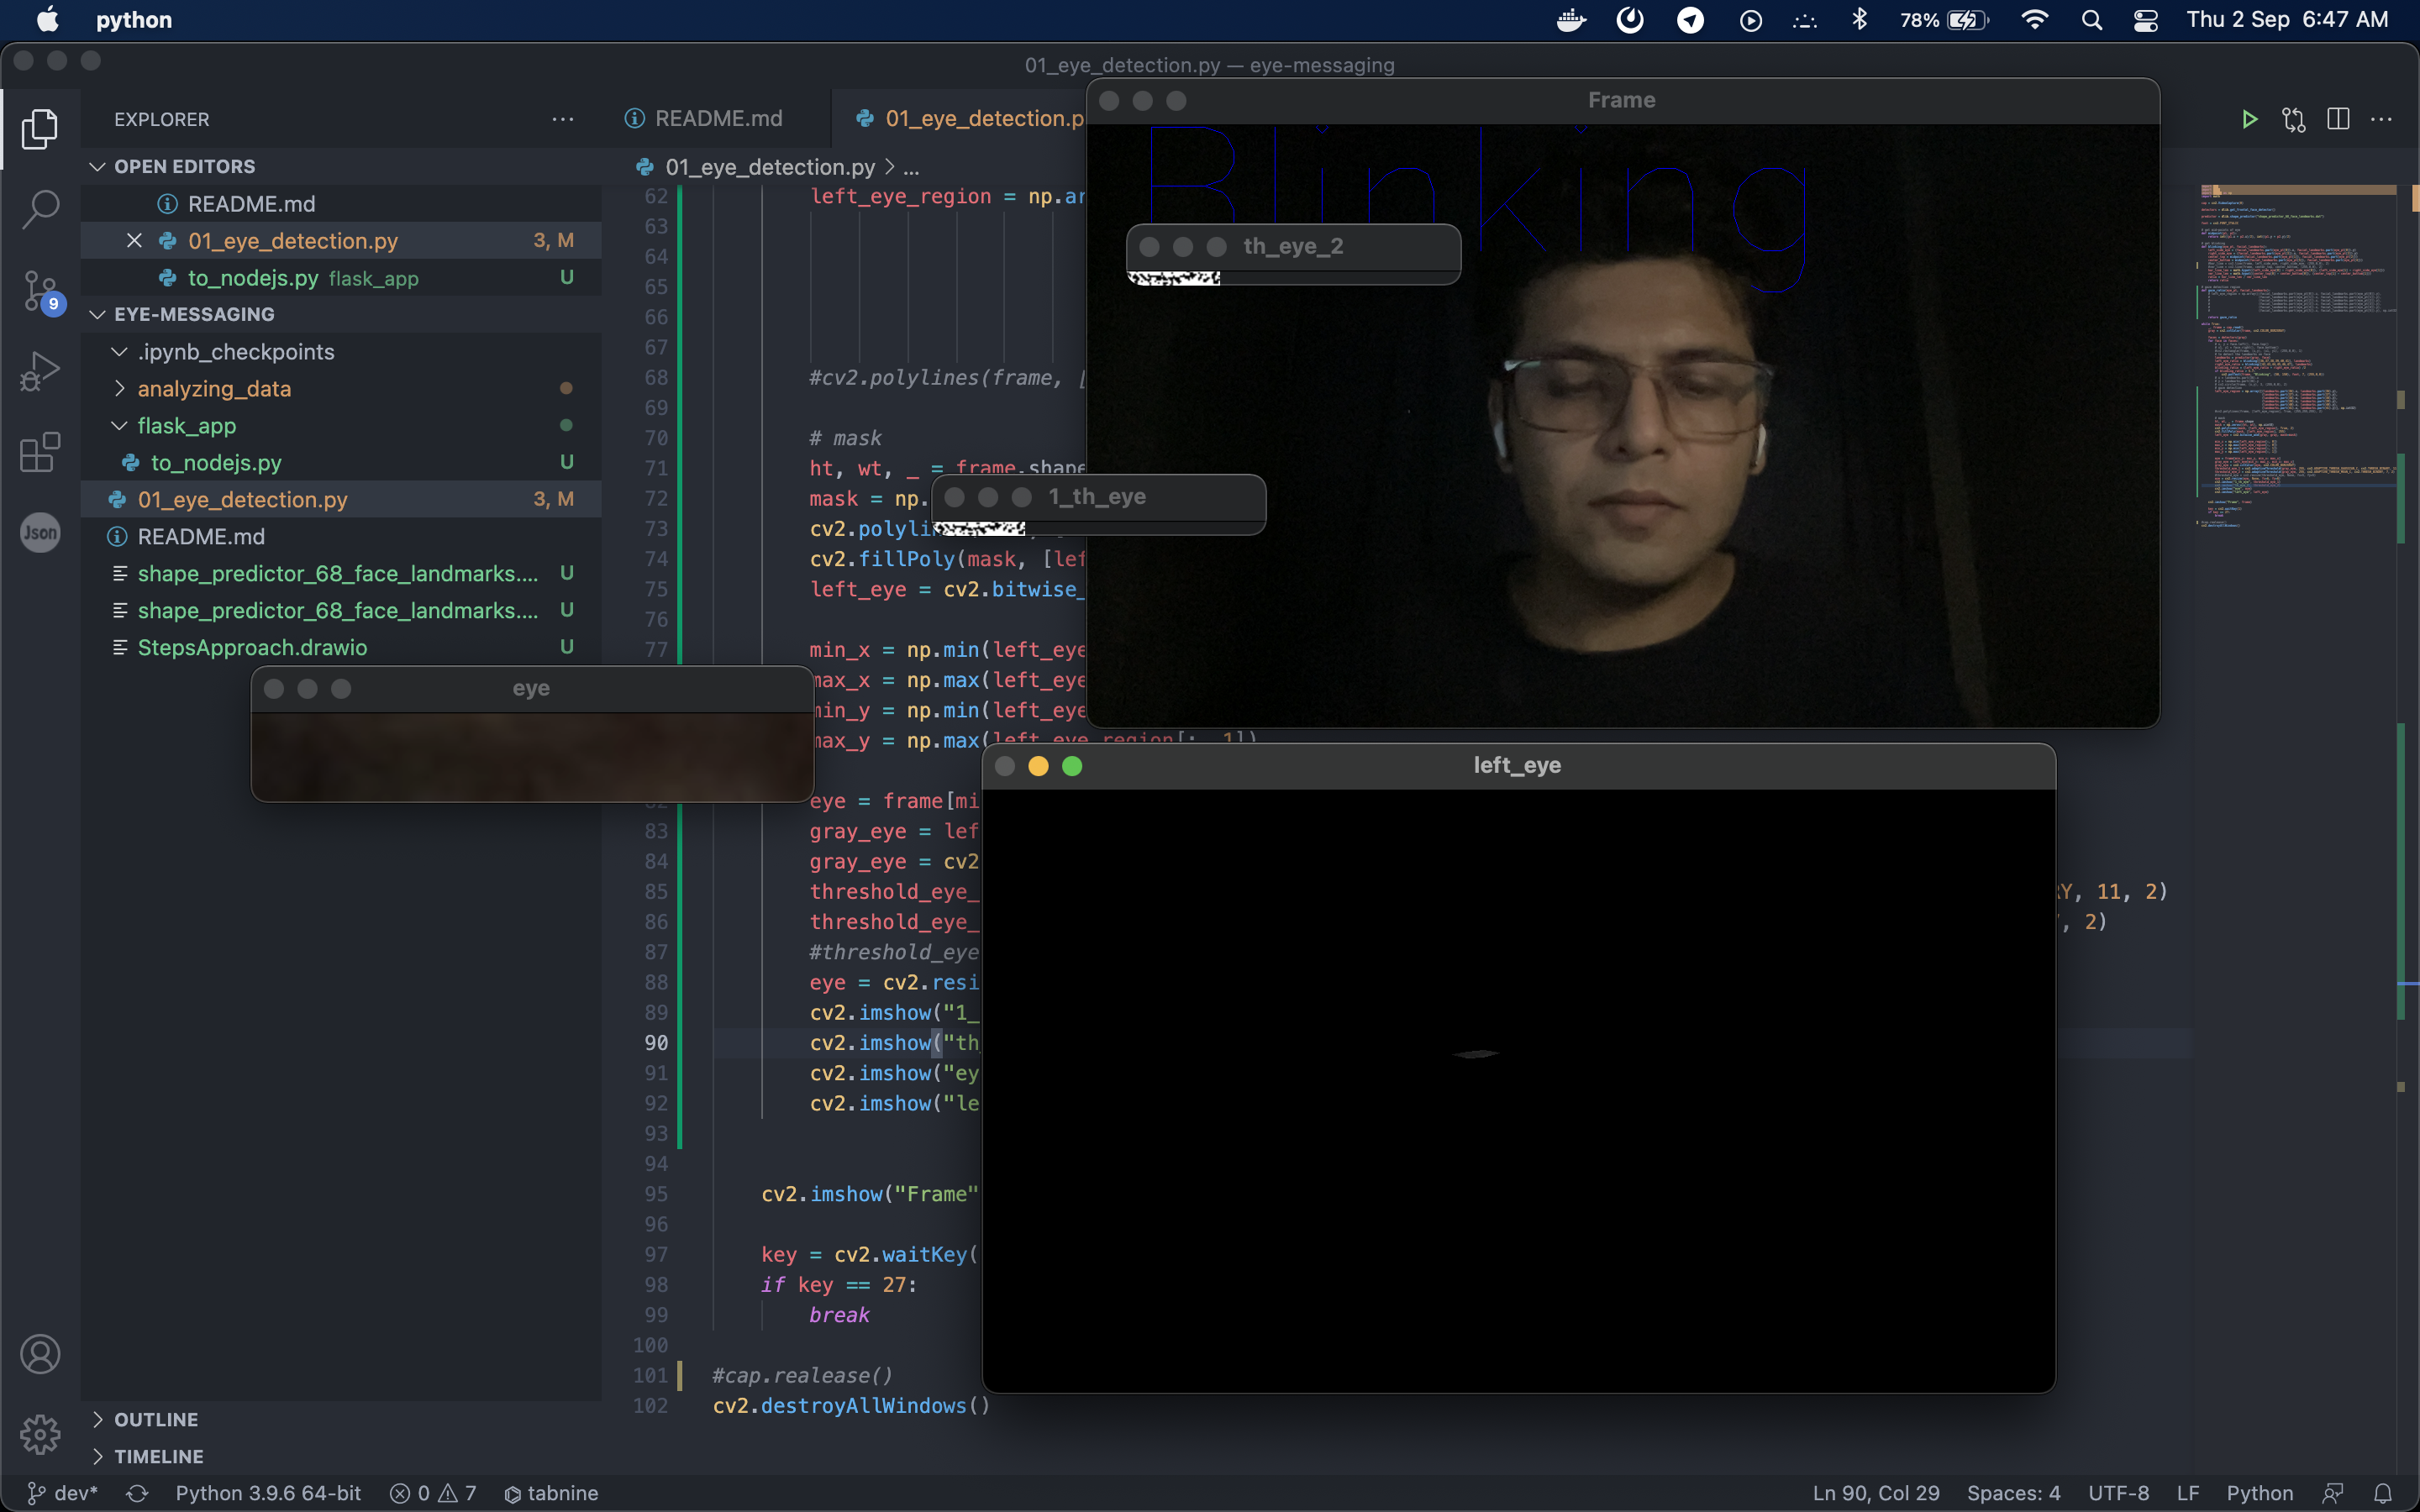 python
78%
Thu 2 Sep 6:47 AM
01_eye_detection.py — eye-messaging
EXPLORER
OPEN EDITORS
README.md
01_eye_detection.py 3, M
to_nodejs.py flask_app U
EYE-MESSAGING
.ipynb_checkpoints
analyzing_data
flask_app
to_nodejs.py U
01_eye_detection.py 3, M
README.md
shape_predictor_68_face_landmarks.... U
shape_predictor_68_face_landmarks.... U
StepsApproach.drawio U
9
Json
OUTLINE
TIMELINE
README.md
01_eye_detection.p
01_eye_detection.py > ...
62 left_eye_region = np.ar
63
64
65
66
67
68 #cv2.polylines(frame, [
69
70 # mask
71 ht, wt, _ = frame.shape
72 mask = np.
73 cv2.polyli
74 cv2.fillPoly(mask, [lef
75 left_eye = cv2.bitwise_
76
77 min_x = np.min(left_eye
max_x = np.max(left_eye
min_y = np.min(left_eye
max_y = np.max(left_eye_region[:, 1])
82 eye = frame[mi
83 gray_eye = lef
84 gray_eye = cv2
85 threshold_eye_ RY, 11, 2)
86 threshold_eye_ , 2)
87 #threshold_eye
88 eye = cv2.resi
89 cv2.imshow("1_
90 cv2.imshow("th_
91 cv2.imshow("ey
92 cv2.imshow("le
93
94
95 cv2.imshow("Frame"
96
97 key = cv2.waitKey(
98 if key == 27:
99 break
100
101 #cap.realease()
102 cv2.destroyAllWindows()
Frame
Blinking
th_eye_2
1_th_eye
eye
left_eye
dev*
Python 3.9.6 64-bit
0
7
tabnine
Ln 90, Col 29
Spaces: 4
UTF-8
LF
Python